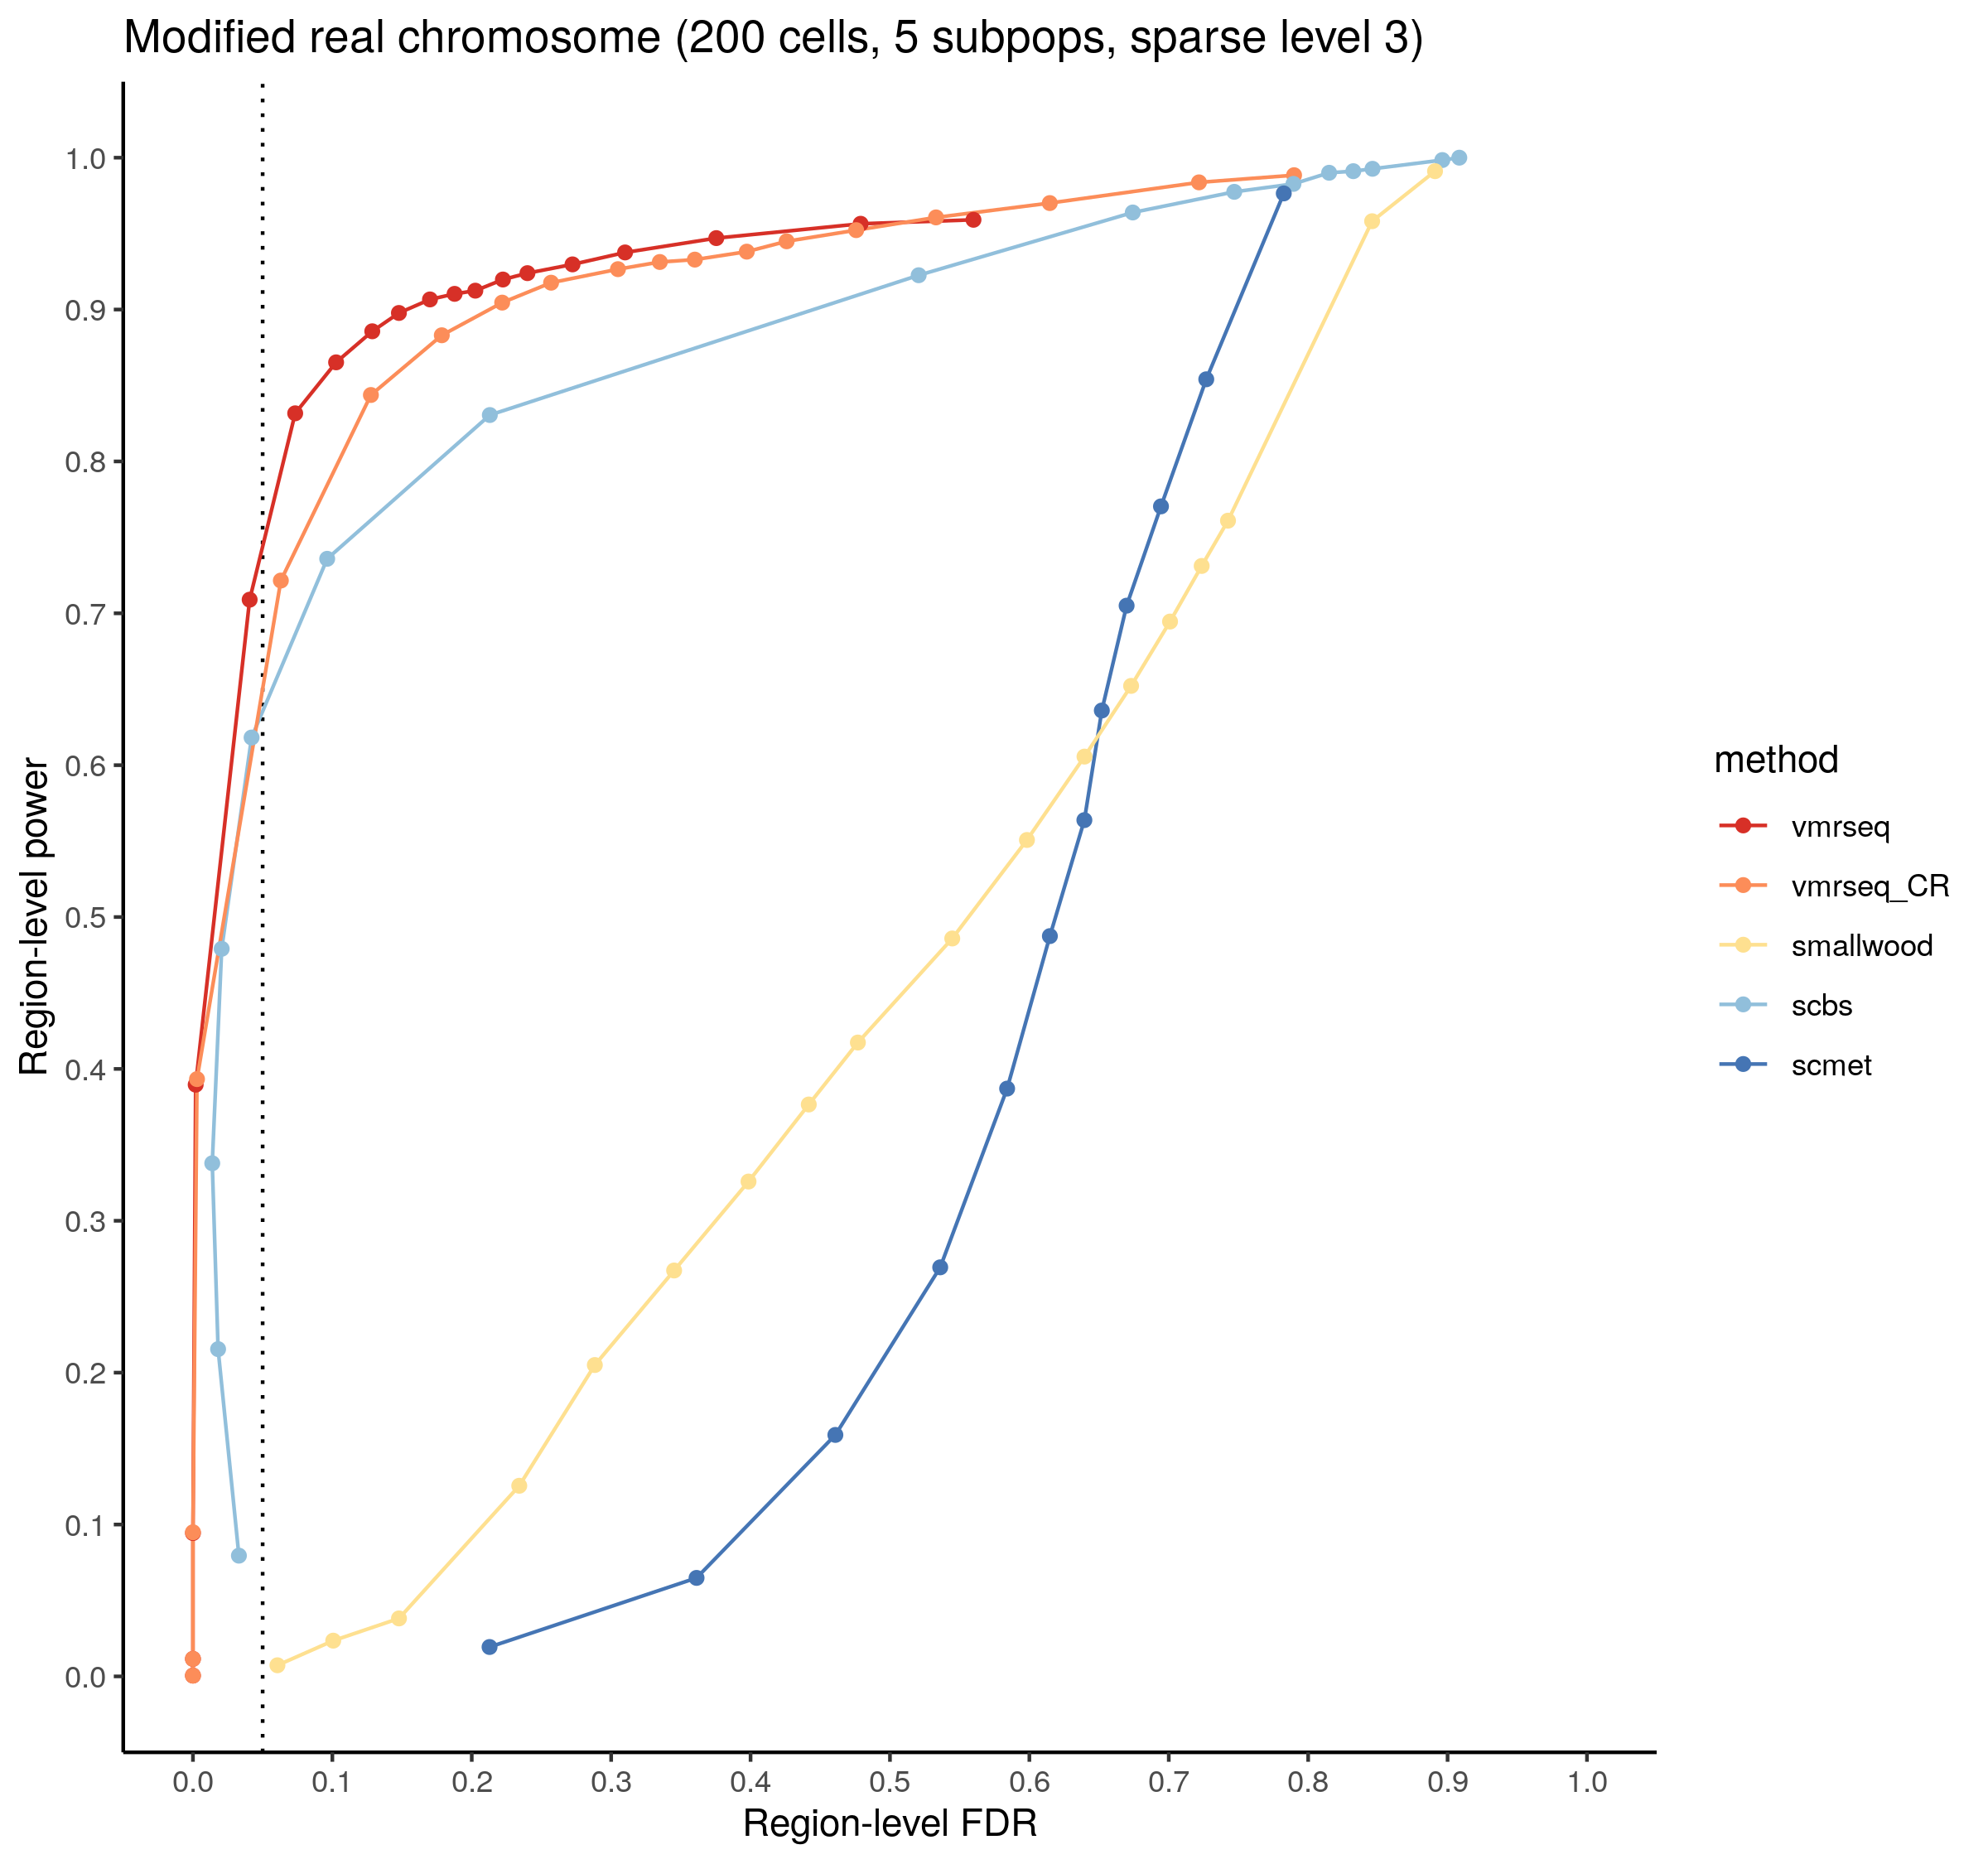 Modified real chromosome (200 cells, 5 subpops, sparse level 3)
Region-level power
1.0
0.9
0.8
0.7
0.6
0.5
0.4
0.3
0.2
0.1
0.0
0.0 0.1 0.2 0.3 0.4 0.5 0.6 0.7 0.8 0.9 1.0
Region-level FDR
method
vmrseq
vmrseq_CR
smallwood
scbs
scmet